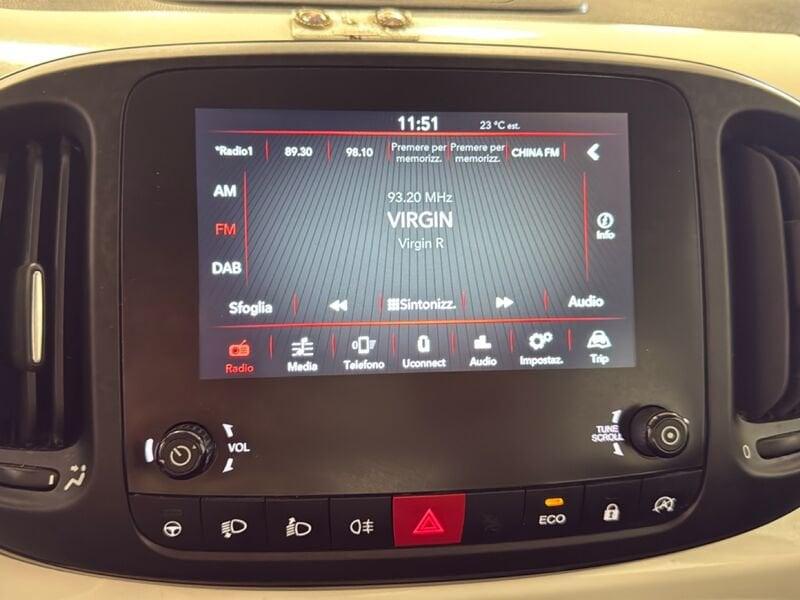 11:51
23 °C est.
*Radio1
89.30
98.10
Premere per
memorizz.
Premere per
memorizz.
CHINA FM
AM
FM
DAB
93.20 MHz
VIRGIN
Virgin R
Info
Sfoglia
Sintonizz.
Audio
Radio
Media
Telefono
Uconnect
Audio
Impostaz.
Trip
VOL
TUNE
SCROLL
ECO
1
0